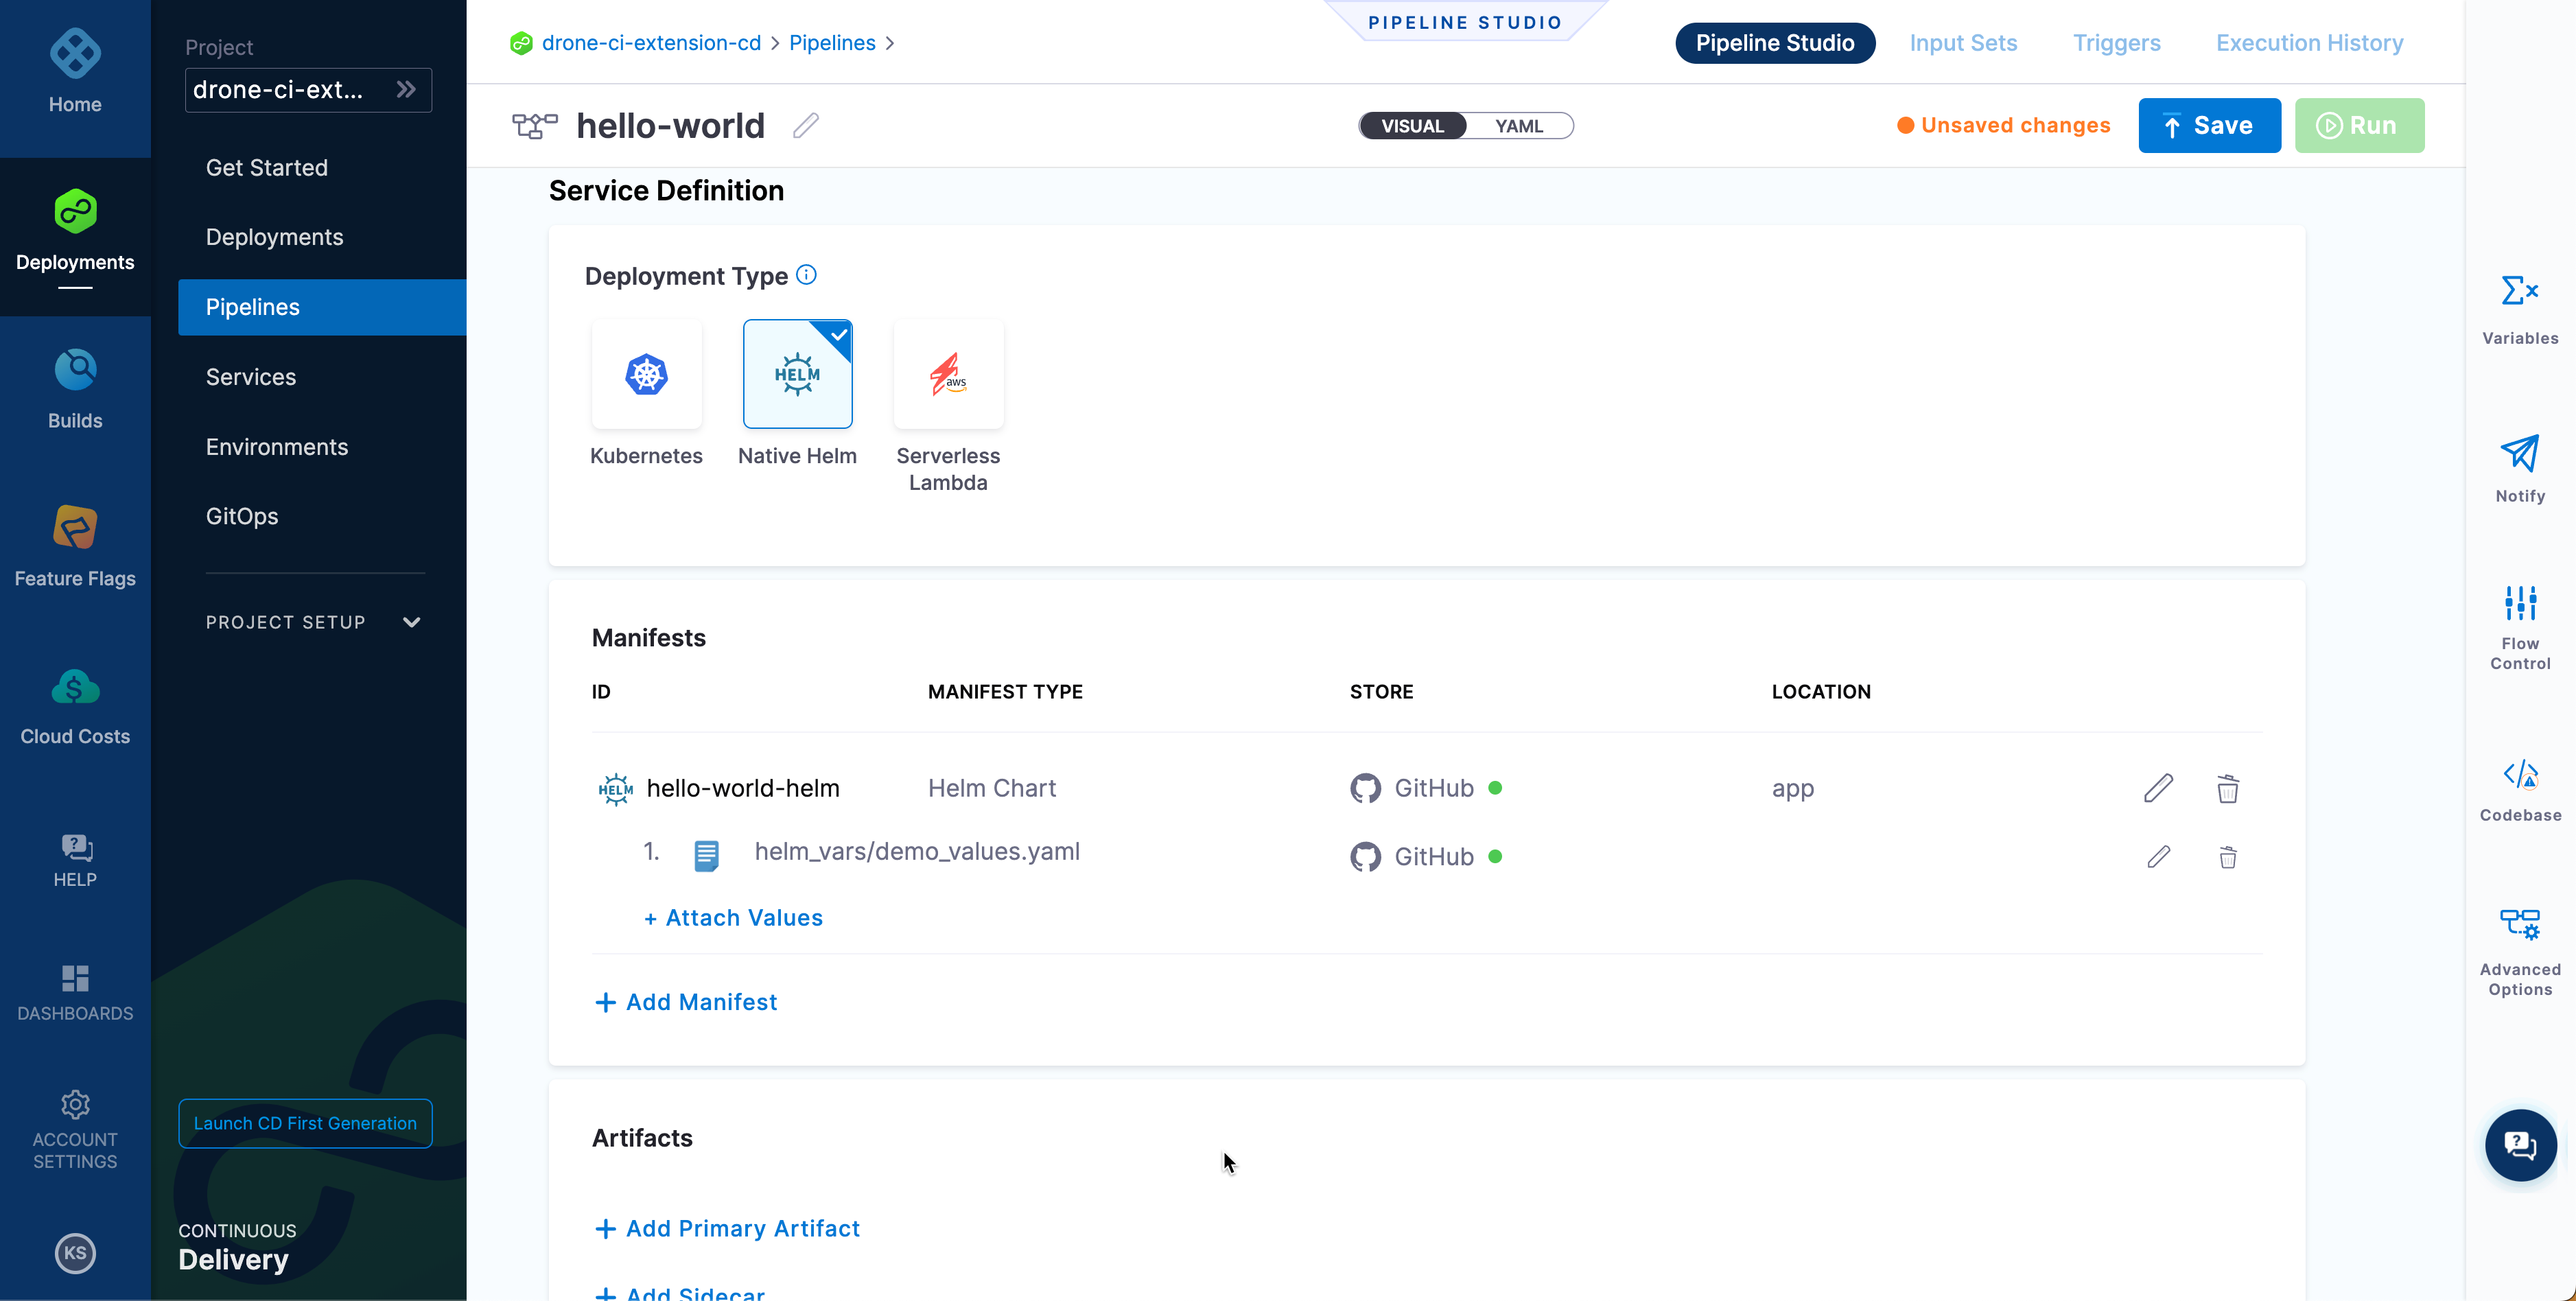 Home
Deployments
Builds
Feature Flags
Cloud Costs
HELP
DASHBOARDS
ACCOUNT
SETTINGS
KS
Project
drone-ci-ext...
Get Started
Deployments
Pipelines
Services
Environments
GitOps
PROJECT SETUP
Launch CD First Generation
CONTINUOUS
Delivery
drone-ci-extension-cd > Pipelines >
PIPELINE STUDIO
Pipeline Studio
Input Sets
Triggers
Execution History
hello-world
VISUAL
YAML
Unsaved changes
Save
Run
Service Definition
Deployment Type
HELM
aws
Kubernetes
Native Helm
Serverless
Lambda
Manifests
ID
MANIFEST TYPE
STORE
LOCATION
HELM
hello-world-helm
Helm Chart
GitHub
app
1.
helm_vars/demo_values.yaml
GitHub
+ Attach Values
+ Add Manifest
Artifacts
+ Add Primary Artifact
+ Add Sidecar
Variables
Notify
Flow
Control
Codebase
Advanced
Options